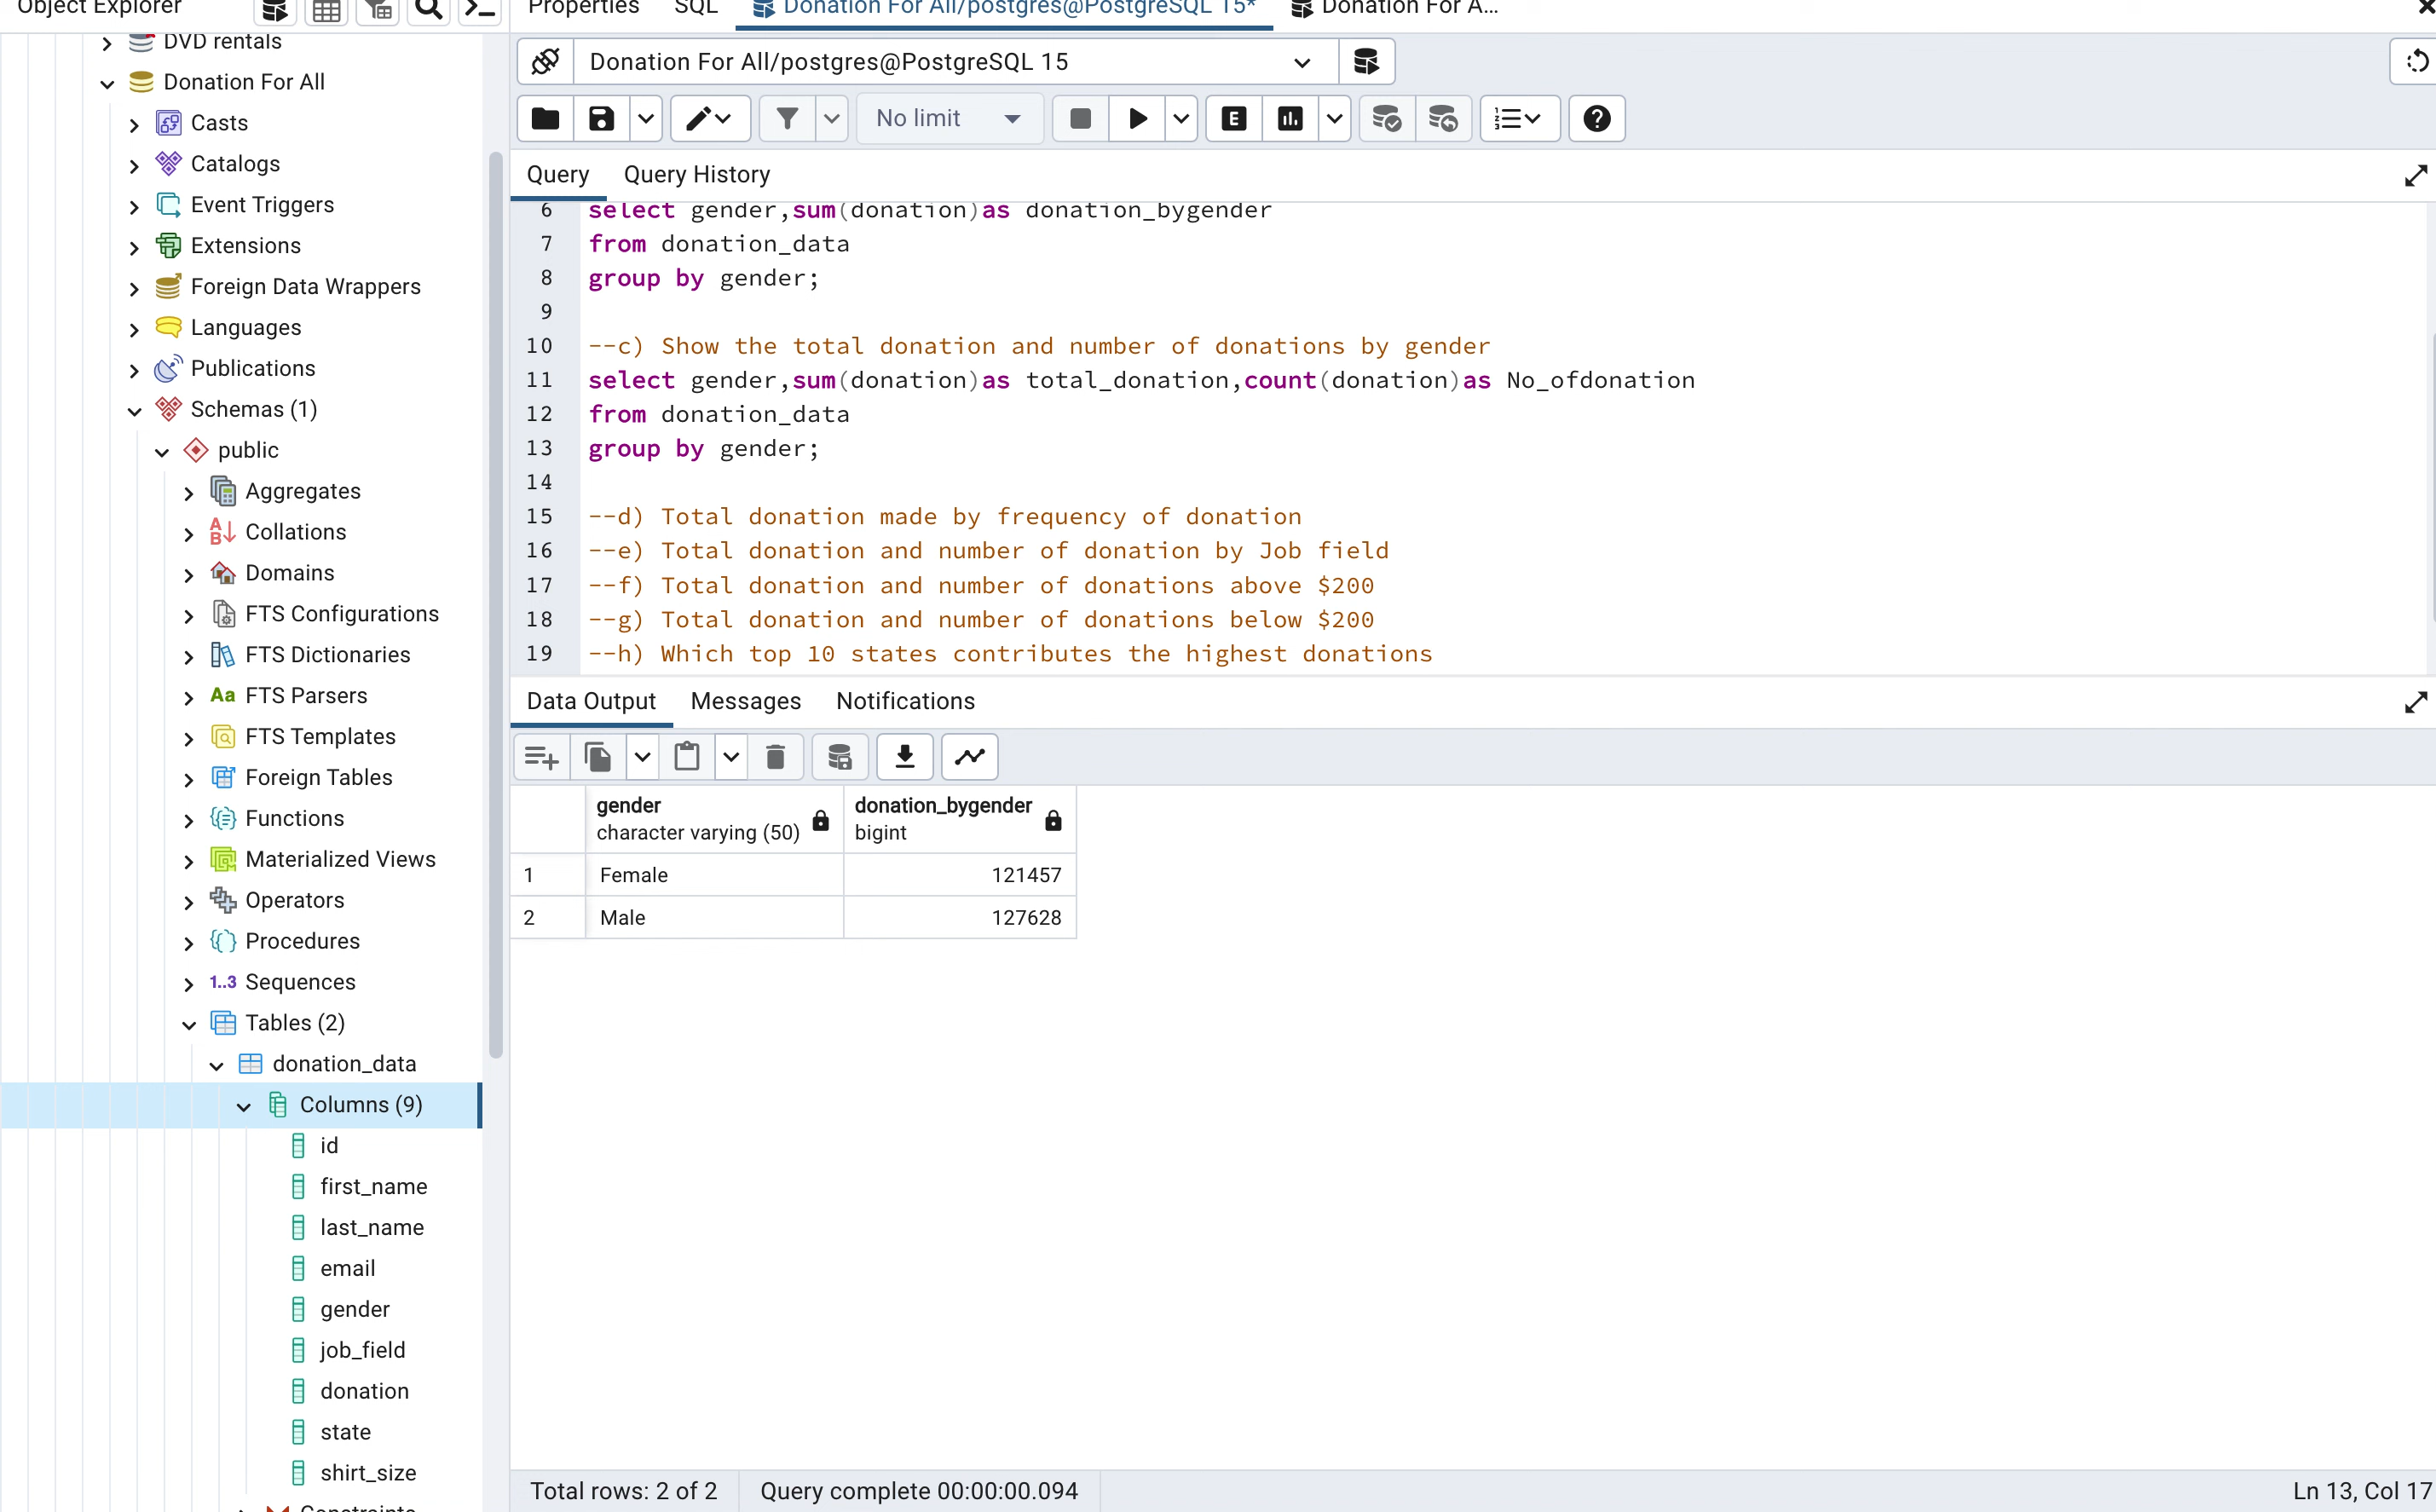 Object Explorer
Properties SQL Donation For All/postgres@PostgreSQL 15* Donation For A...
DVD rentals
Donation For All
Casts
Catalogs
Event Triggers
Extensions
Foreign Data Wrappers
Languages
Publications
Schemas (1)
public
Aggregates
Collations
Domains
FTS Configurations
FTS Dictionaries
Aa FTS Parsers
FTS Templates
Foreign Tables
Functions
Materialized Views
Operators
Procedures
1..3 Sequences
Tables (2)
donation_data
Columns (9)
id
first_name
last_name
email
gender
job_field
donation
state
shirt_size
Constraints
Donation For All/postgres@PostgreSQL 15
No limit E
Query Query History
6 select gender,sum(donation)as donation_bygender
7 from donation_data
8 group by gender;
9
10 --c) Show the total donation and number of donations by gender
11 select gender,sum(donation)as total_donation,count(donation)as No_ofdonation
12 from donation_data
13 group by gender;
14
15 --d) Total donation made by frequency of donation
16 --e) Total donation and number of donation by Job field
17 --f) Total donation and number of donations above $200
18 --g) Total donation and number of donations below $200
19 --h) Which top 10 states contributes the highest donations
Data Output Messages Notifications
gender donation_bygender
character varying (50) bigint
1 Female 121457
2 Male 127628
Total rows: 2 of 2 Query complete 00:00:00.094 Ln 13, Col 17